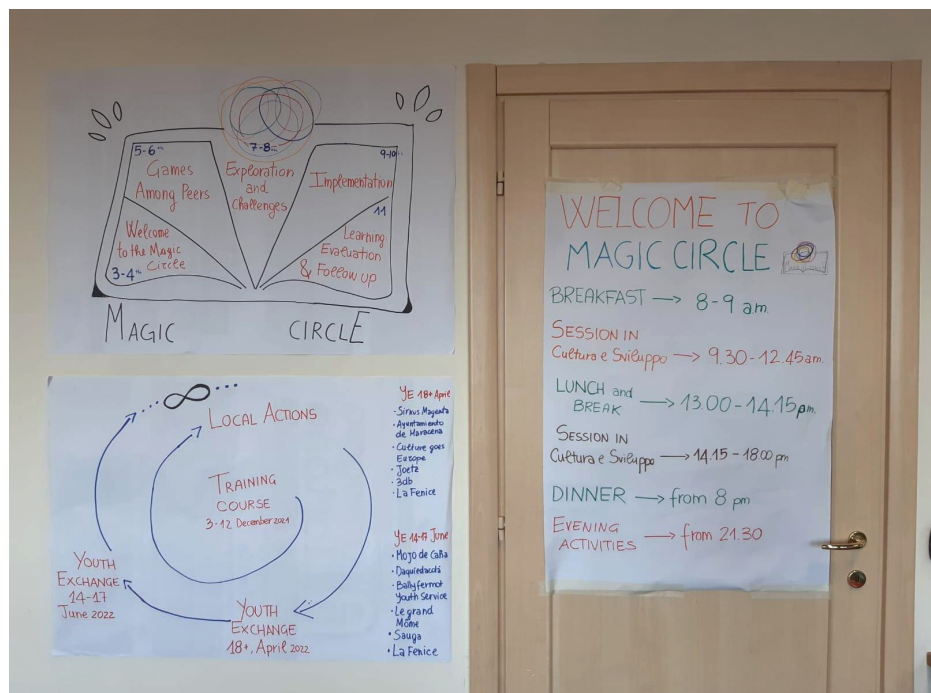 5-6th
Games
Among Peers
7-8th
Exploration
and
Challenges
9-10th
Implementation
Welcome
to the Magic
Circle
3-4th
11
Learning
Evaluation
& Follow up
MAGIC CIRCLE
LOCAL ACTIONS
TRAINING
COURSE
3-12 December 2021
YOUTH
EXCHANGE
18+, April 2022
YOUTH
EXCHANGE
14-17
June 2022
YE 18+ April
- Sirius Magenta
· Ayuntamiento
de Maracena
· Culture goes
Europe
· Joetz
· 3db
· La Fenice
YE 14-17 June
· Mojo de Caña
· Ballyfermot
Youth Service
· Le grand
Môme
· Sauga
· La Fenice
WELCOME TO
MAGIC CIRCLE
BREAKFAST → 8-9 a.m.
SESSION IN
Cultura e Sviluppo → 9.30-12.45 am.
LUNCH and
BREAK → 13.00-14.15 pm.
SESSION IN
Cultura e Sviluppo → 14.15-18.00 pm
DINNER → from 8 pm
EVENING
ACTIVITIES → from 21.30